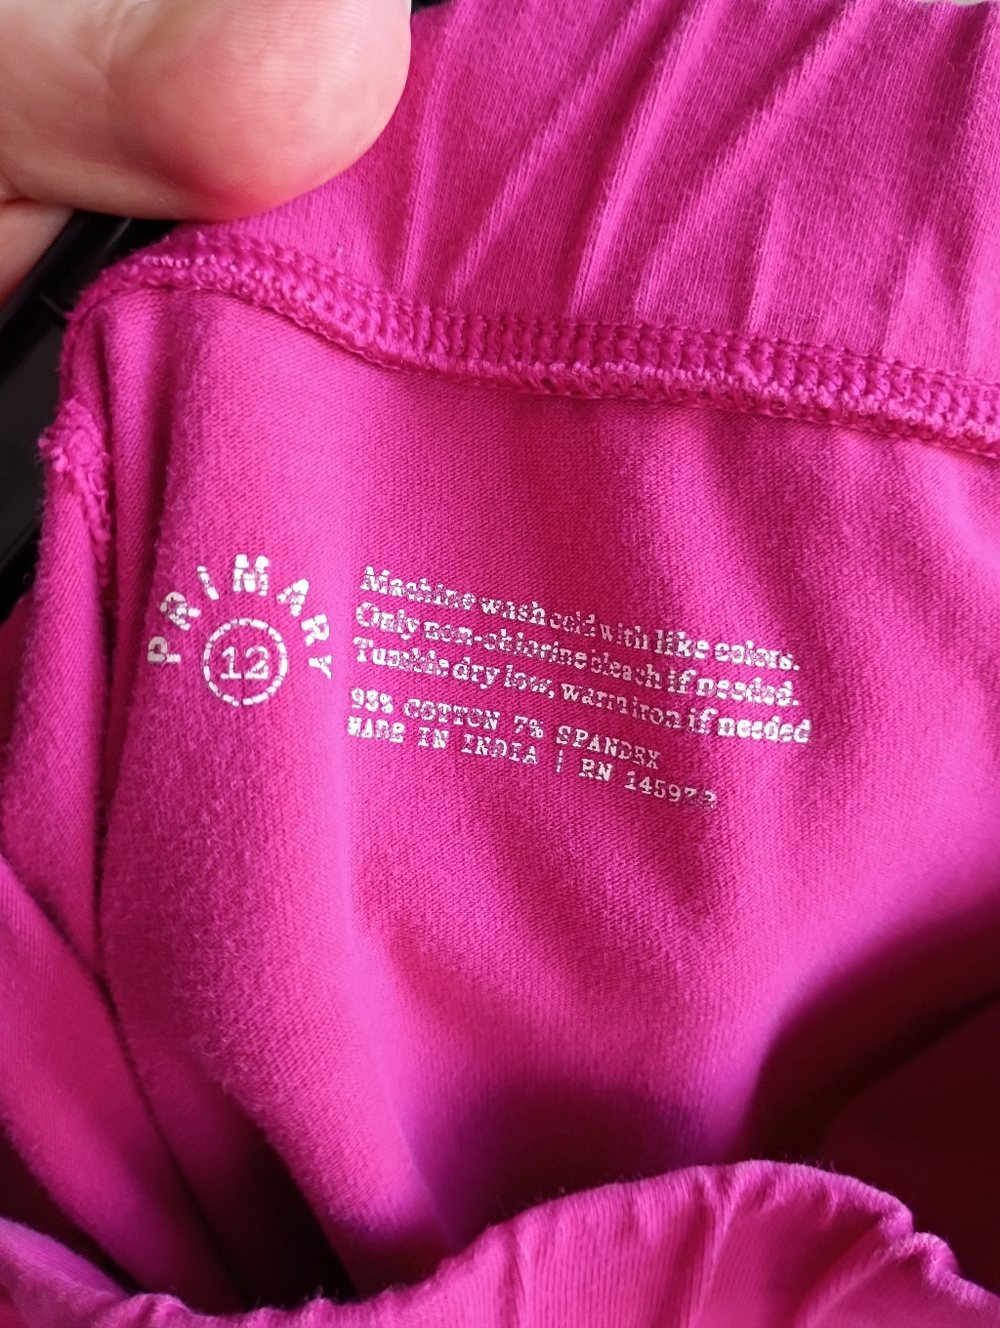 PRIMARY
12
Machine wash cold with like colors.
Only non-chlorine bleach if needed.
Tumble dry low, warm iron if needed
93% COTTON 7% SPANDEX
MADE IN INDIA | RN